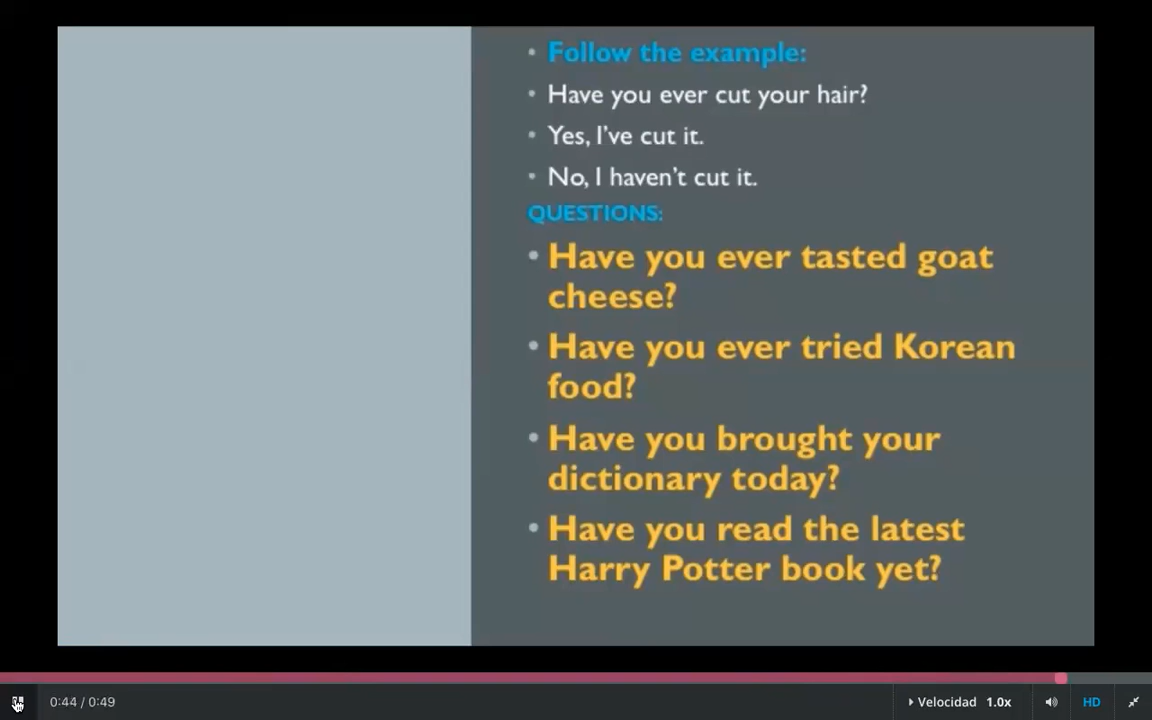 Follow the example:
Have you ever cut your hair?
Yes, I've cut it.
No, I haven't cut it.
QUESTIONS:
Have you ever tasted goat
cheese?
Have you ever tried Korean
food?
Have you brought your
dictionary today?
Have you read the latest
Harry Potter book yet?
0:44 / 0:49
Velocidad 1.0x
HD